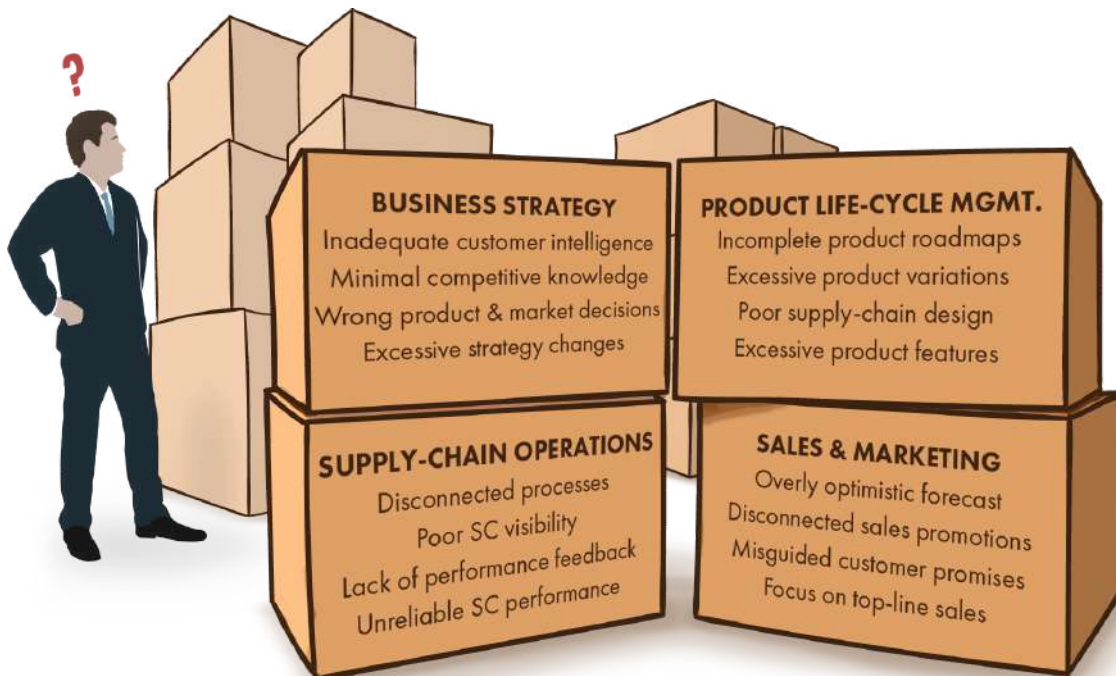 ?
BUSINESS STRATEGY
Inadequate customer intelligence
Minimal competitive knowledge
Wrong product & market decisions
Excessive strategy changes
PRODUCT LIFE-CYCLE MGMT.
Incomplete product roadmaps
Excessive product variations
Poor supply-chain design
Excessive product features
SUPPLY-CHAIN OPERATIONS
Disconnected processes
Poor SC visibility
Lack of performance feedback
Unreliable SC performance
SALES & MARKETING
Overly optimistic forecast
Disconnected sales promotions
Misguided customer promises
Focus on top-line sales